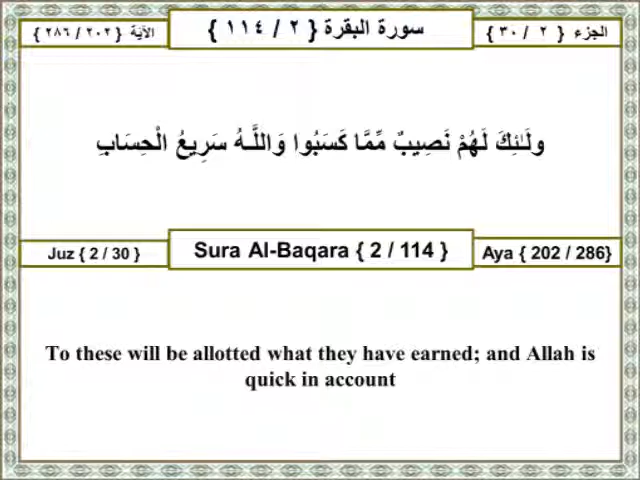 الجزء { ٢ / ٣٠ } سورة البقرة { ٢ / ١١٤ } الآية { ٢٠٢ / ٢٨٦ }
ولَـٰئِكَ لَهُمْ نَصِيبٌ مِّمَّا كَسَبُوا وَاللَّـهُ سَرِيعُ الْحِسَابِ
Juz { 2 / 30 } Sura Al-Baqara { 2 / 114 } Aya { 202 / 286}
To these will be allotted what they have earned; and Allah is
quick in account